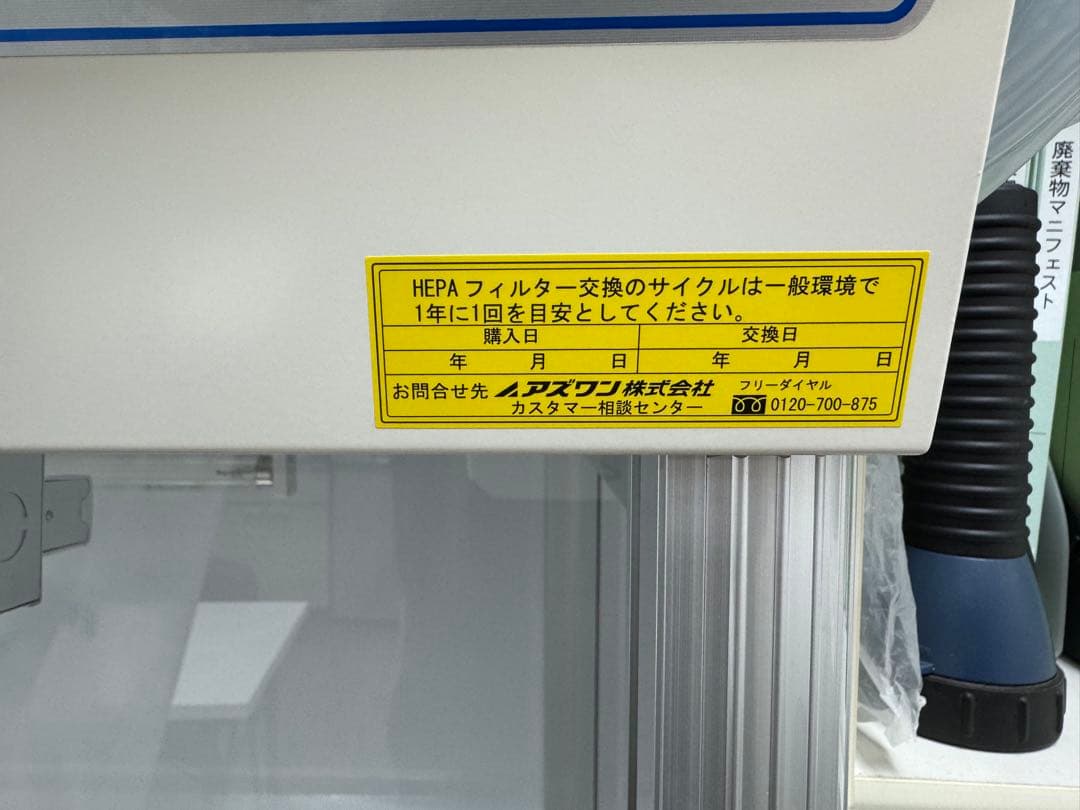 HEPAフィルター交換のサイクルは一般環境で
1年に1回を目安としてください。
購入日 交換日
年 月 日 年 月 日
お問合せ先 アズワン株式会社 フリーダイヤル
カスタマー相談センター 0120-700-875
廃棄物マニフェスト